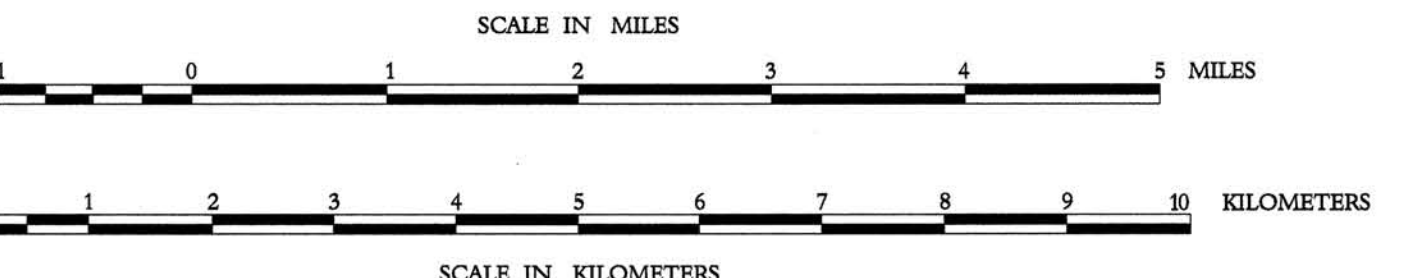 SCALE IN MILES
1 0 1 2 3 4 5 MILES
1 2 3 4 5 6 7 8 9 10 KILOMETERS
SCALE IN KILOMETERS